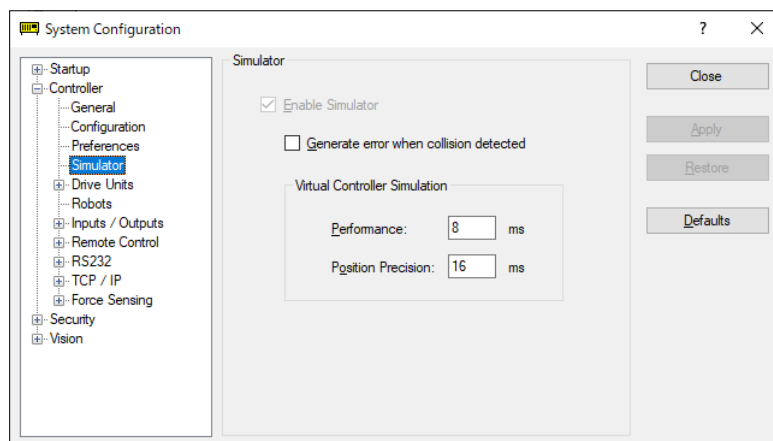 System Configuration
?
Startup
Controller
General
Configuration
Preferences
Simulator
Drive Units
Robots
Inputs / Outputs
Remote Control
RS232
TCP / IP
Force Sensing
Security
Vision
Simulator
Enable Simulator
Generate error when collision detected
Virtual Controller Simulation
Performance: 8 ms
Position Precision: 16 ms
Close
Apply
Restore
Defaults